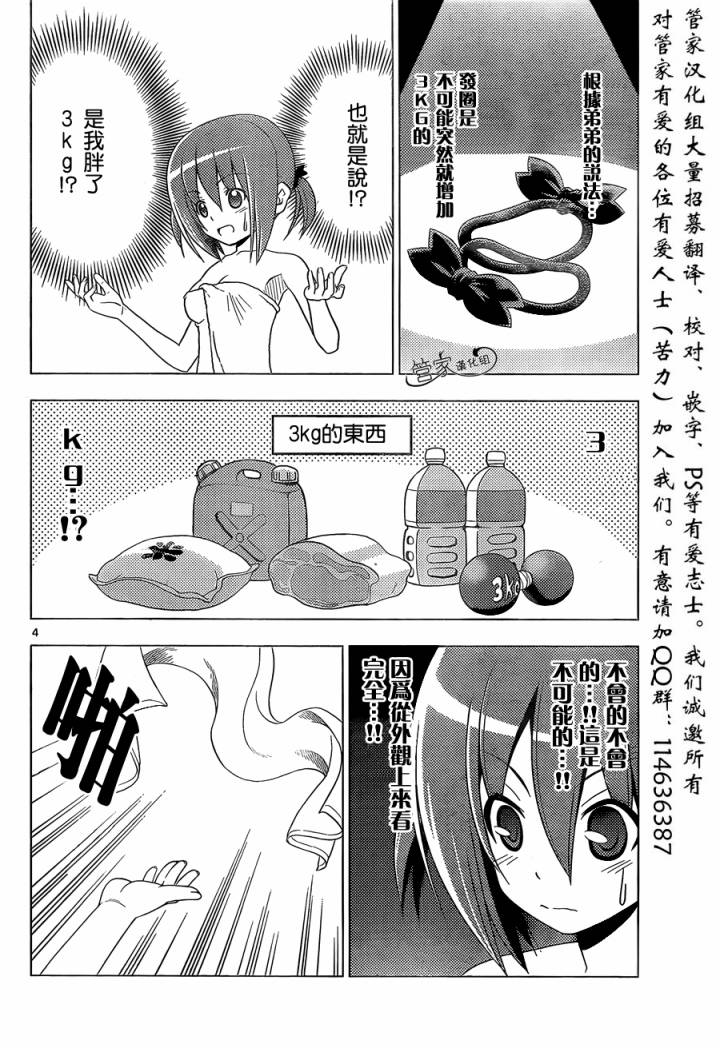 根據弟弟的說法…
發圈是
不可能突然就增加
3KG的
也就是說!?
是我胖了
3kg!?
管家漢化組
3
3kg的東西
kg…!?
3kg
4
不會的不會
的…!!這是
不可能的…!!
因爲從外觀上來看
完全…!!
啪
管家汉化组大量招募翻译、校对、嵌字、PS等有爱志士。我们诚邀所有
对管家有爱的各位有爱人士（苦力）加入我们。有意请加QQ群：114636387